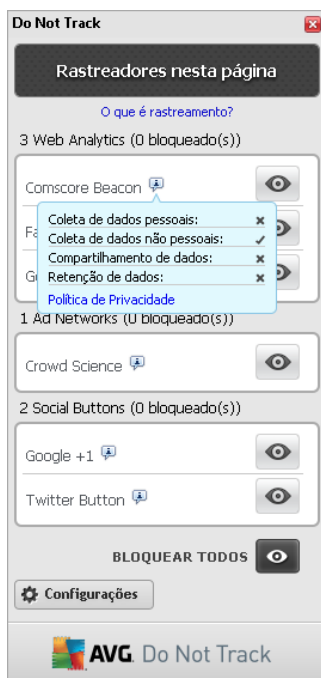 Do Not Track
Rastreadores nesta página
O que é rastreamento?
3 Web Analytics (0 bloqueado(s))
Comscore Beacon
Coleta de dados pessoais:
Coleta de dados não pessoais:
Compartilhamento de dados:
Retenção de dados:
Política de Privacidade
1 Ad Networks (0 bloqueado(s))
Crowd Science
2 Social Buttons (0 bloqueado(s))
Google +1
Twitter Button
BLOQUEAR TODOS
Configurações
AVG. Do Not Track